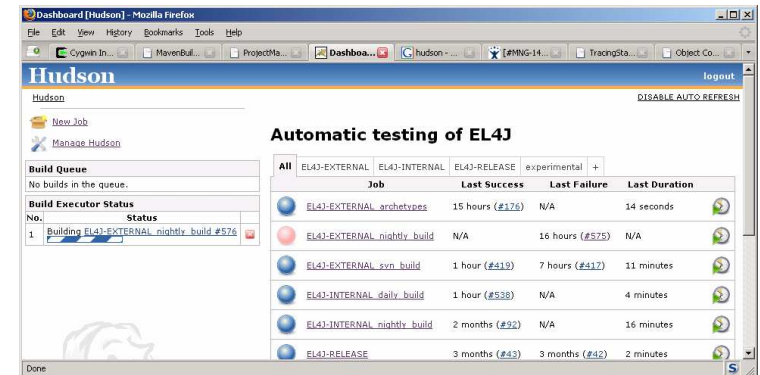 Dashboard [Hudson] - Mozilla Firefox
File Edit View History Bookmarks Tools Help
Cygwin In... MavenBuil... ProjectMa... Dashboa... hudson - ... [#MNG-14... TracingSta... Object Co...
Hudson logout
Hudson DISABLE AUTO REFRESH
New Job
Manage Hudson
Build Queue
No builds in the queue.
Build Executor Status
No. Status
1 Building EL4J-EXTERNAL nightly build #576
Automatic testing of EL4J
All EL4J-EXTERNAL EL4J-INTERNAL EL4J-RELEASE experimental +
Job Last Success Last Failure Last Duration
EL4J-EXTERNAL archetypes 15 hours (#176) N/A 14 seconds
EL4J-EXTERNAL nightly build N/A 16 hours (#575) N/A
EL4J-EXTERNAL svn build 1 hour (#419) 7 hours (#417) 11 minutes
EL4J-INTERNAL daily build 1 hour (#538) N/A 4 minutes
EL4J-INTERNAL nightly build 2 months (#92) N/A 16 minutes
EL4J-RELEASE 3 months (#43) 3 months (#42) 2 minutes
Done S